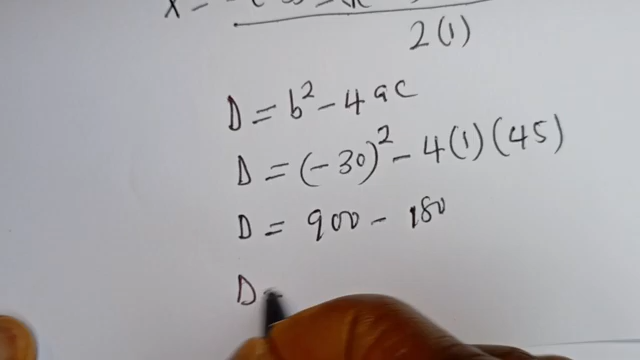 x =
2(1)
D = b² - 4ac
D = (-30)² - 4(1)(45)
D = 900 - 180
D =